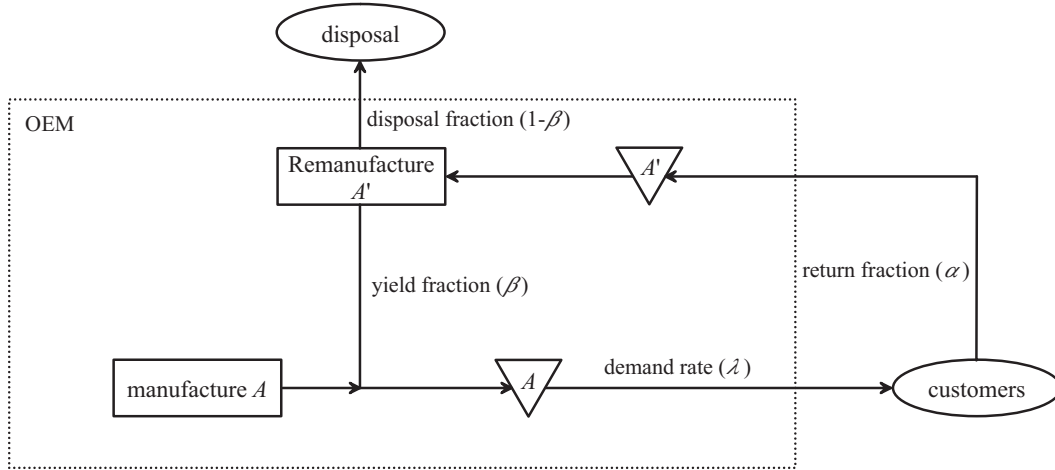 disposal
OEM
disposal fraction (1-β)
Remanufacture
A'
A'
yield fraction (β)
return fraction (α)
manufacture A
A
demand rate (λ)
customers